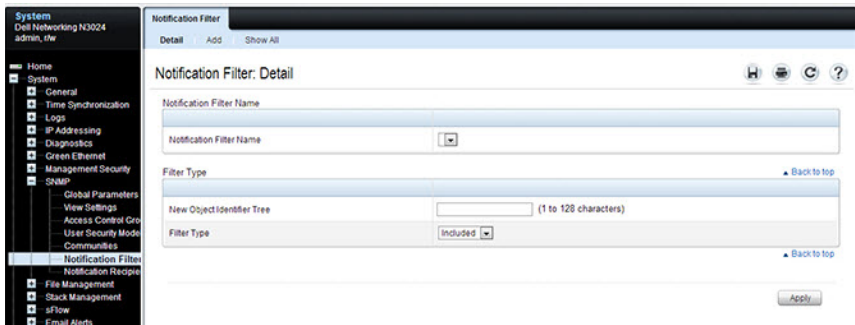 System
Dell Networking N3024
admin, r/w
Notification Filter
Detail Add Show All
Home
System
General
Time Synchronization
Logs
IP Addressing
Diagnostics
Green Ethernet
Management Security
SNMP
Global Parameters
View Settings
Access Control Gro
User Security Mode
Communities
Notification Filter
Notification Recipie
File Management
Stack Management
sFlow
Email Alerts
Notification Filter: Detail
Notification Filter Name
Notification Filter Name
Filter Type
Back to top
New Object Identifier Tree (1 to 128 characters)
Filter Type Included
Back to top
Apply